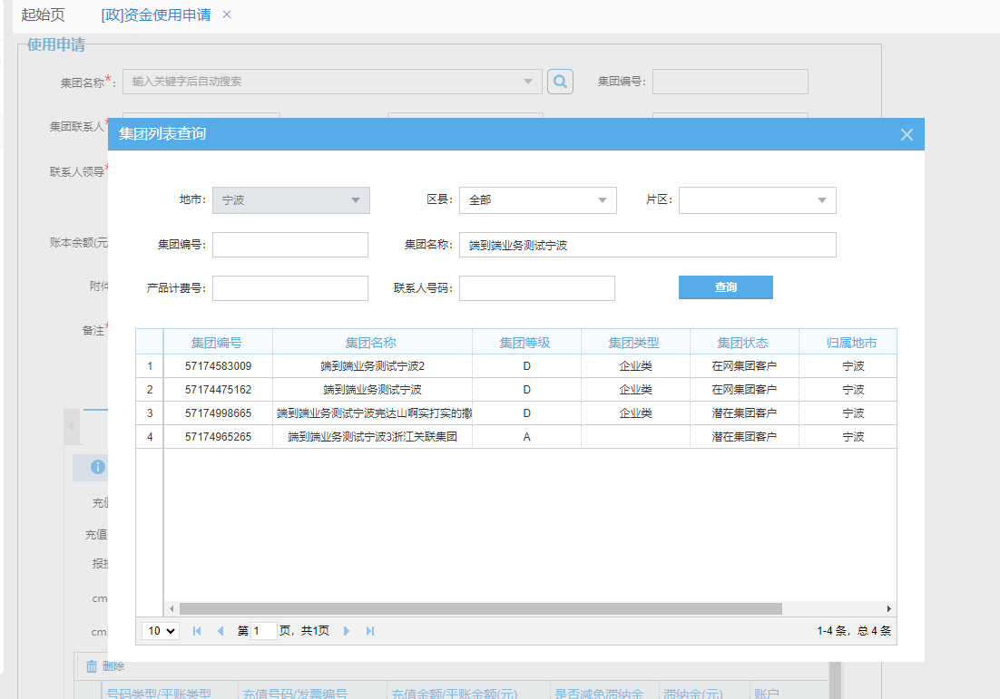 起始页 [政]资金使用申请 ×
使用申请
集团名称*: 输入关键字后自动搜索 集团编号:
集团联系人*
联系人领导*
账本余额(元
附件
备注*
集团列表查询
地市: 宁波 区县: 全部 片区:
集团编号: 集团名称: 端到端业务测试宁波
产品计费号: 联系人号码: 查询
集团编号 集团名称 集团等级 集团类型 集团状态 归属地市
1 57174583009 端到端业务测试宁波2 D 企业类 在网集团客户 宁波
2 57174475162 端到端业务测试宁波 D 企业类 在网集团客户 宁波
3 57174998665 端到端业务测试宁波完达山啊实打实的撒 D 企业类 潜在集团客户 宁波
4 57174965265 端到端业务测试宁波3浙江关联集团 A 潜在集团客户 宁波
10 第 1 页，共1页 1-4 条，总 4 条
充值
cm
cm
删除
号码类型/平账类型 充值号码/发票编号 充值金额/平账金额(元) 是否减免滞纳金 滞纳金(元) 账户